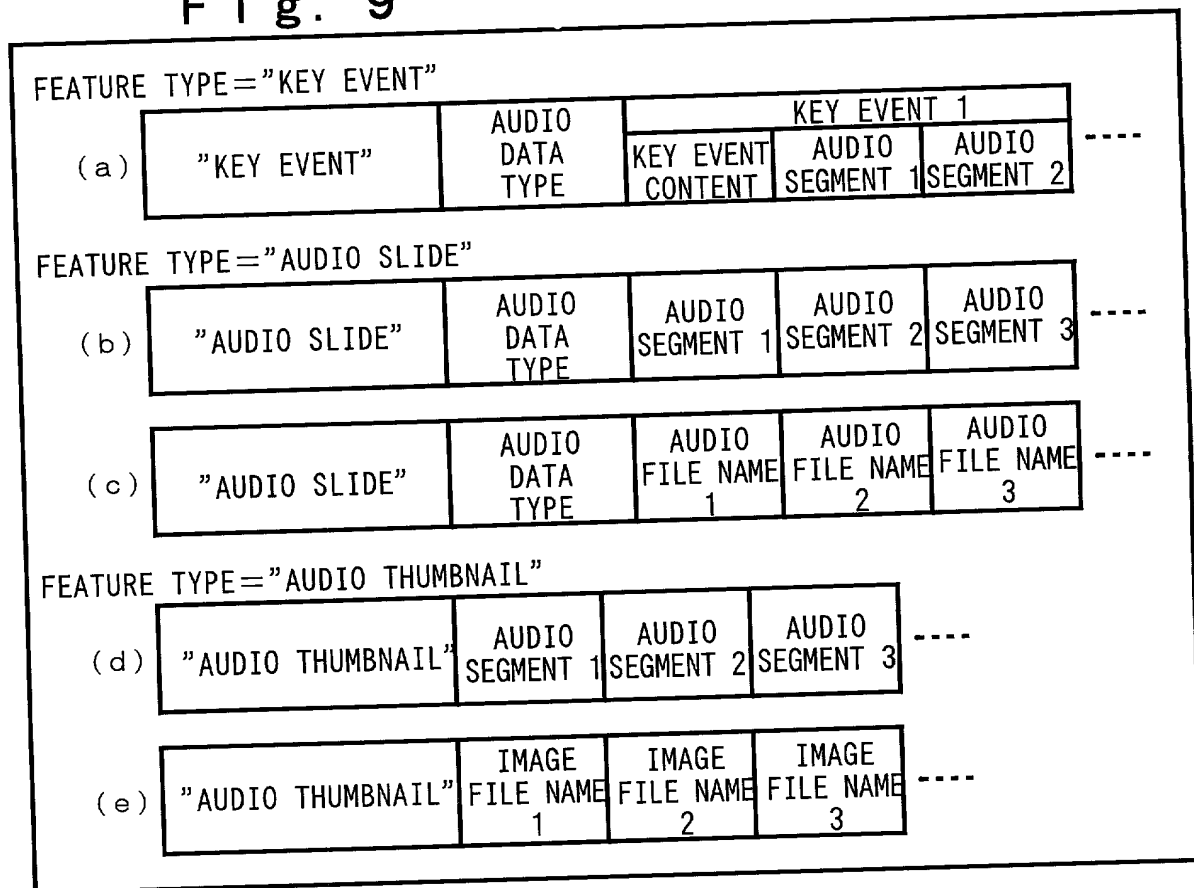 Fig. 9
FEATURE TYPE="KEY EVENT"
(a)
"KEY EVENT"
AUDIO
DATA
TYPE
KEY EVENT 1
KEY EVENT
CONTENT
AUDIO
SEGMENT 1
AUDIO
SEGMENT 2
----
FEATURE TYPE="AUDIO SLIDE"
(b)
"AUDIO SLIDE"
AUDIO
DATA
TYPE
AUDIO
SEGMENT 1
AUDIO
SEGMENT 2
AUDIO
SEGMENT 3
----
(c)
"AUDIO SLIDE"
AUDIO
DATA
TYPE
AUDIO
FILE NAME
1
AUDIO
FILE NAME
2
AUDIO
FILE NAME
3
----
FEATURE TYPE="AUDIO THUMBNAIL"
(d)
"AUDIO THUMBNAIL"
AUDIO
SEGMENT 1
AUDIO
SEGMENT 2
AUDIO
SEGMENT 3
----
(e)
"AUDIO THUMBNAIL"
IMAGE
FILE NAME
1
IMAGE
FILE NAME
2
IMAGE
FILE NAME
3
----